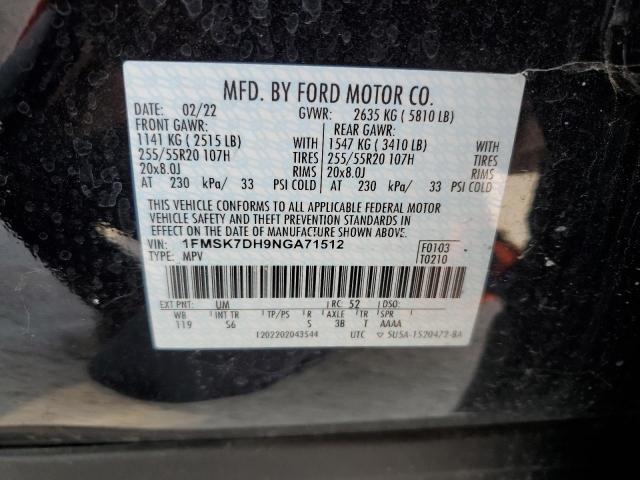 MFD. BY FORD MOTOR CO.
DATE: 02/22 GVWR: 2635 KG ( 5810 LB)
FRONT GAWR: REAR GAWR:
1141 KG ( 2515 LB) WITH 1547 KG ( 3410 LB) WITH
255/55R20 107H TIRES 255/55R20 107H TIRES
20x8.0J RIMS 20x8.0J RIMS
AT 230 kPa/ 33 PSI COLD AT 230 kPa/ 33 PSI COLD
THIS VEHICLE CONFORMS TO ALL APPLICABLE FEDERAL MOTOR
VEHICLE SAFETY AND THEFT PREVENTION STANDARDS IN
EFFECT ON THE DATE OF MANUFACTURE SHOWN ABOVE.
VIN: 1FMSK7DH9NGA71512 F0103
TYPE: MPV T0210
EXT PNT: UM RC: 52 DSO:
WB INT TR TP/PS R AXLE TR SPR
119 S6 5 3B T AAAA
1202202043544 UTC ▽ 5U5A-1520472-BA